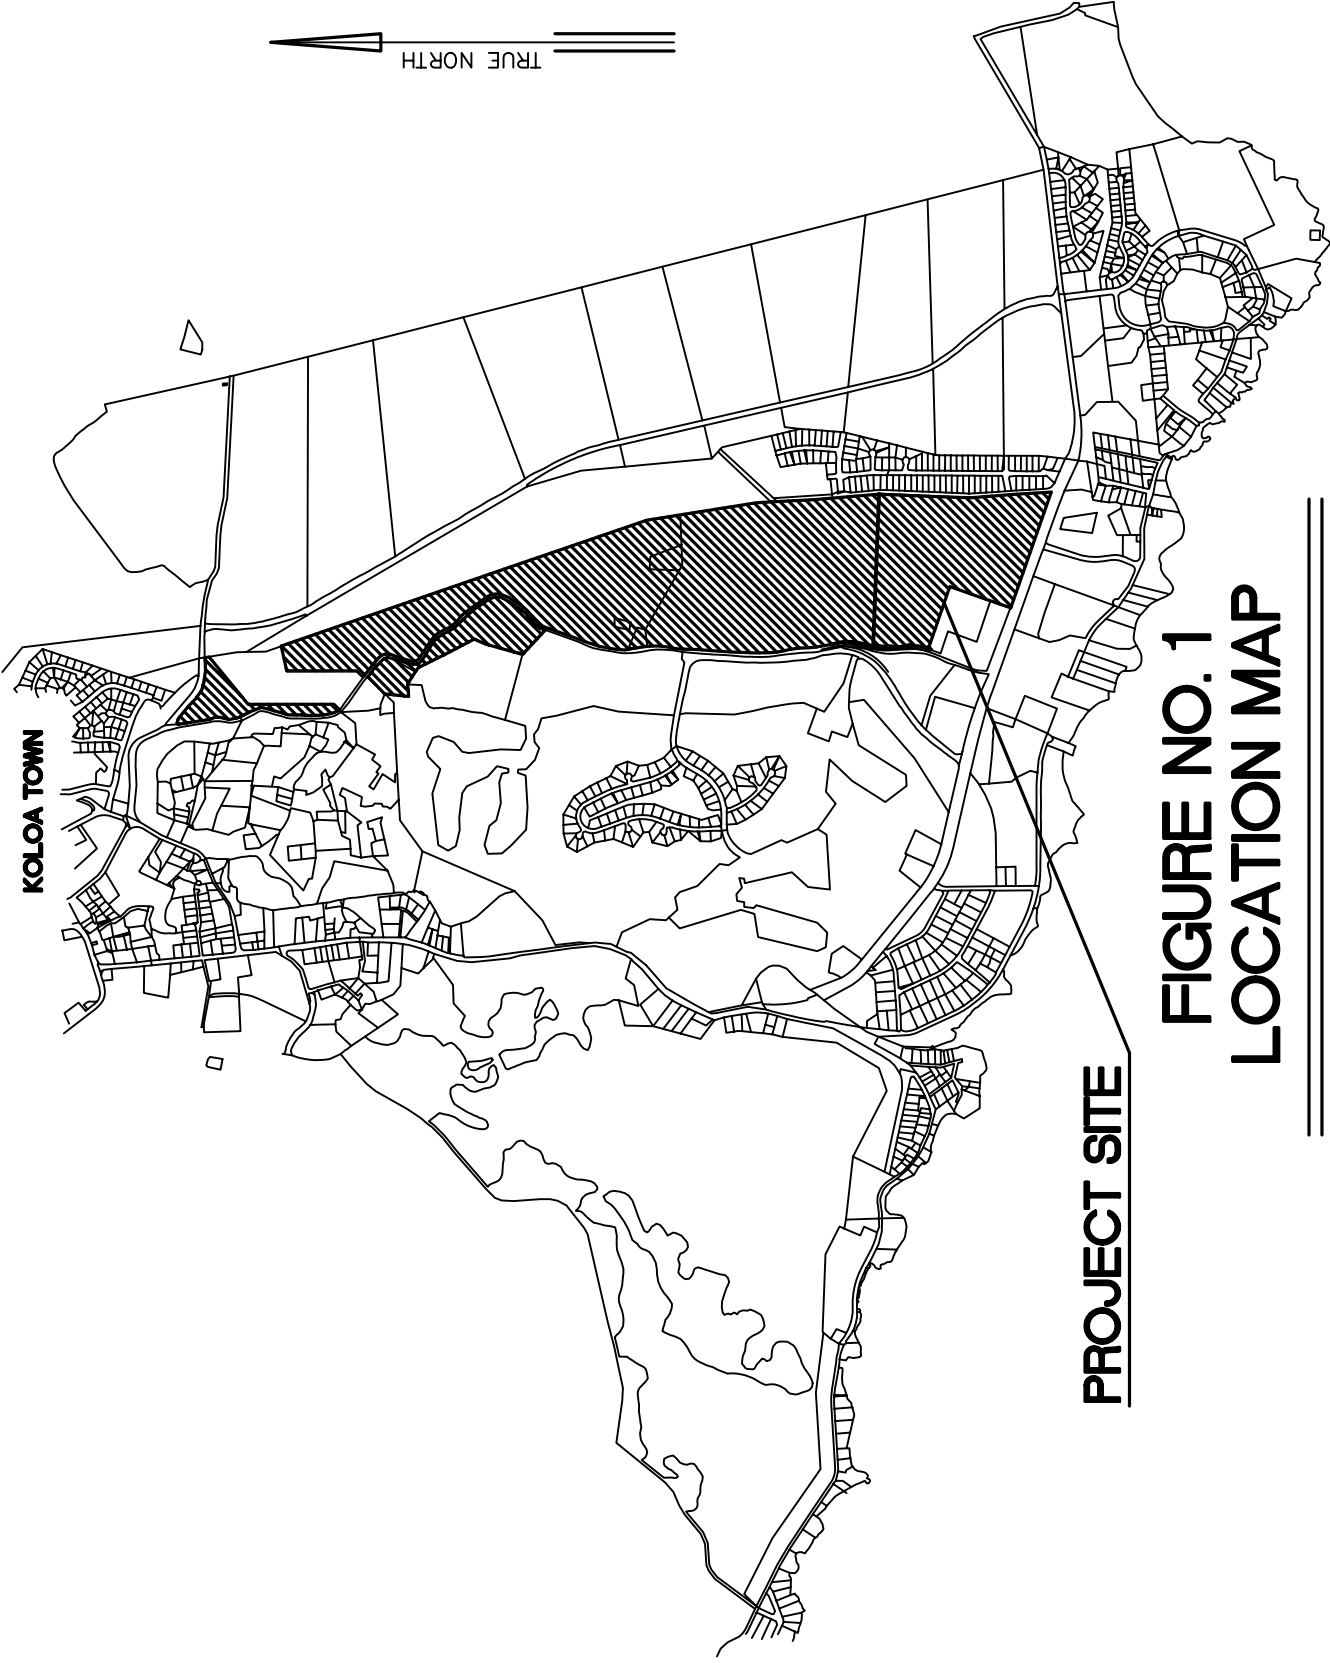 TRUE NORTH
KOLOA TOWN
PROJECT SITE
FIGURE NO. 1
LOCATION MAP